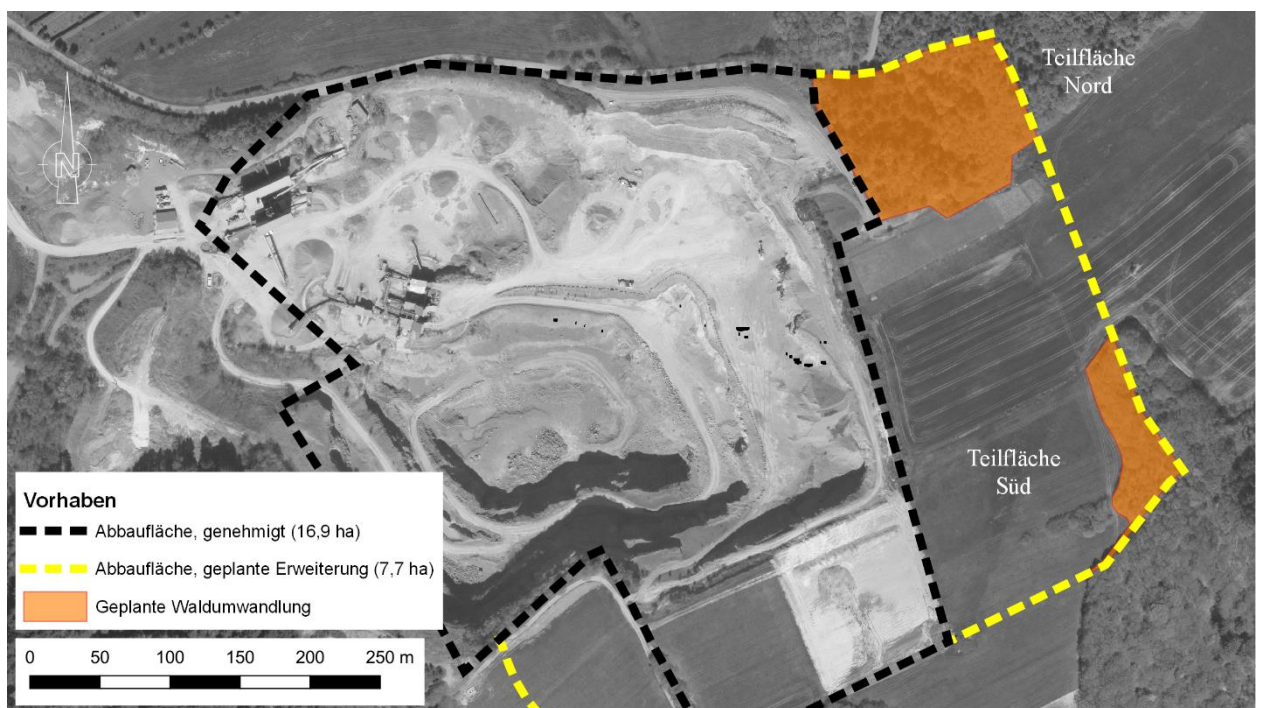 Teilfläche
Nord
N
Teilfläche
Süd
Vorhaben
Abbaufläche, genehmigt (16,9 ha)
Abbaufläche, geplante Erweiterung (7,7 ha)
Geplante Waldumwandlung
0 50 100 150 200 250 m